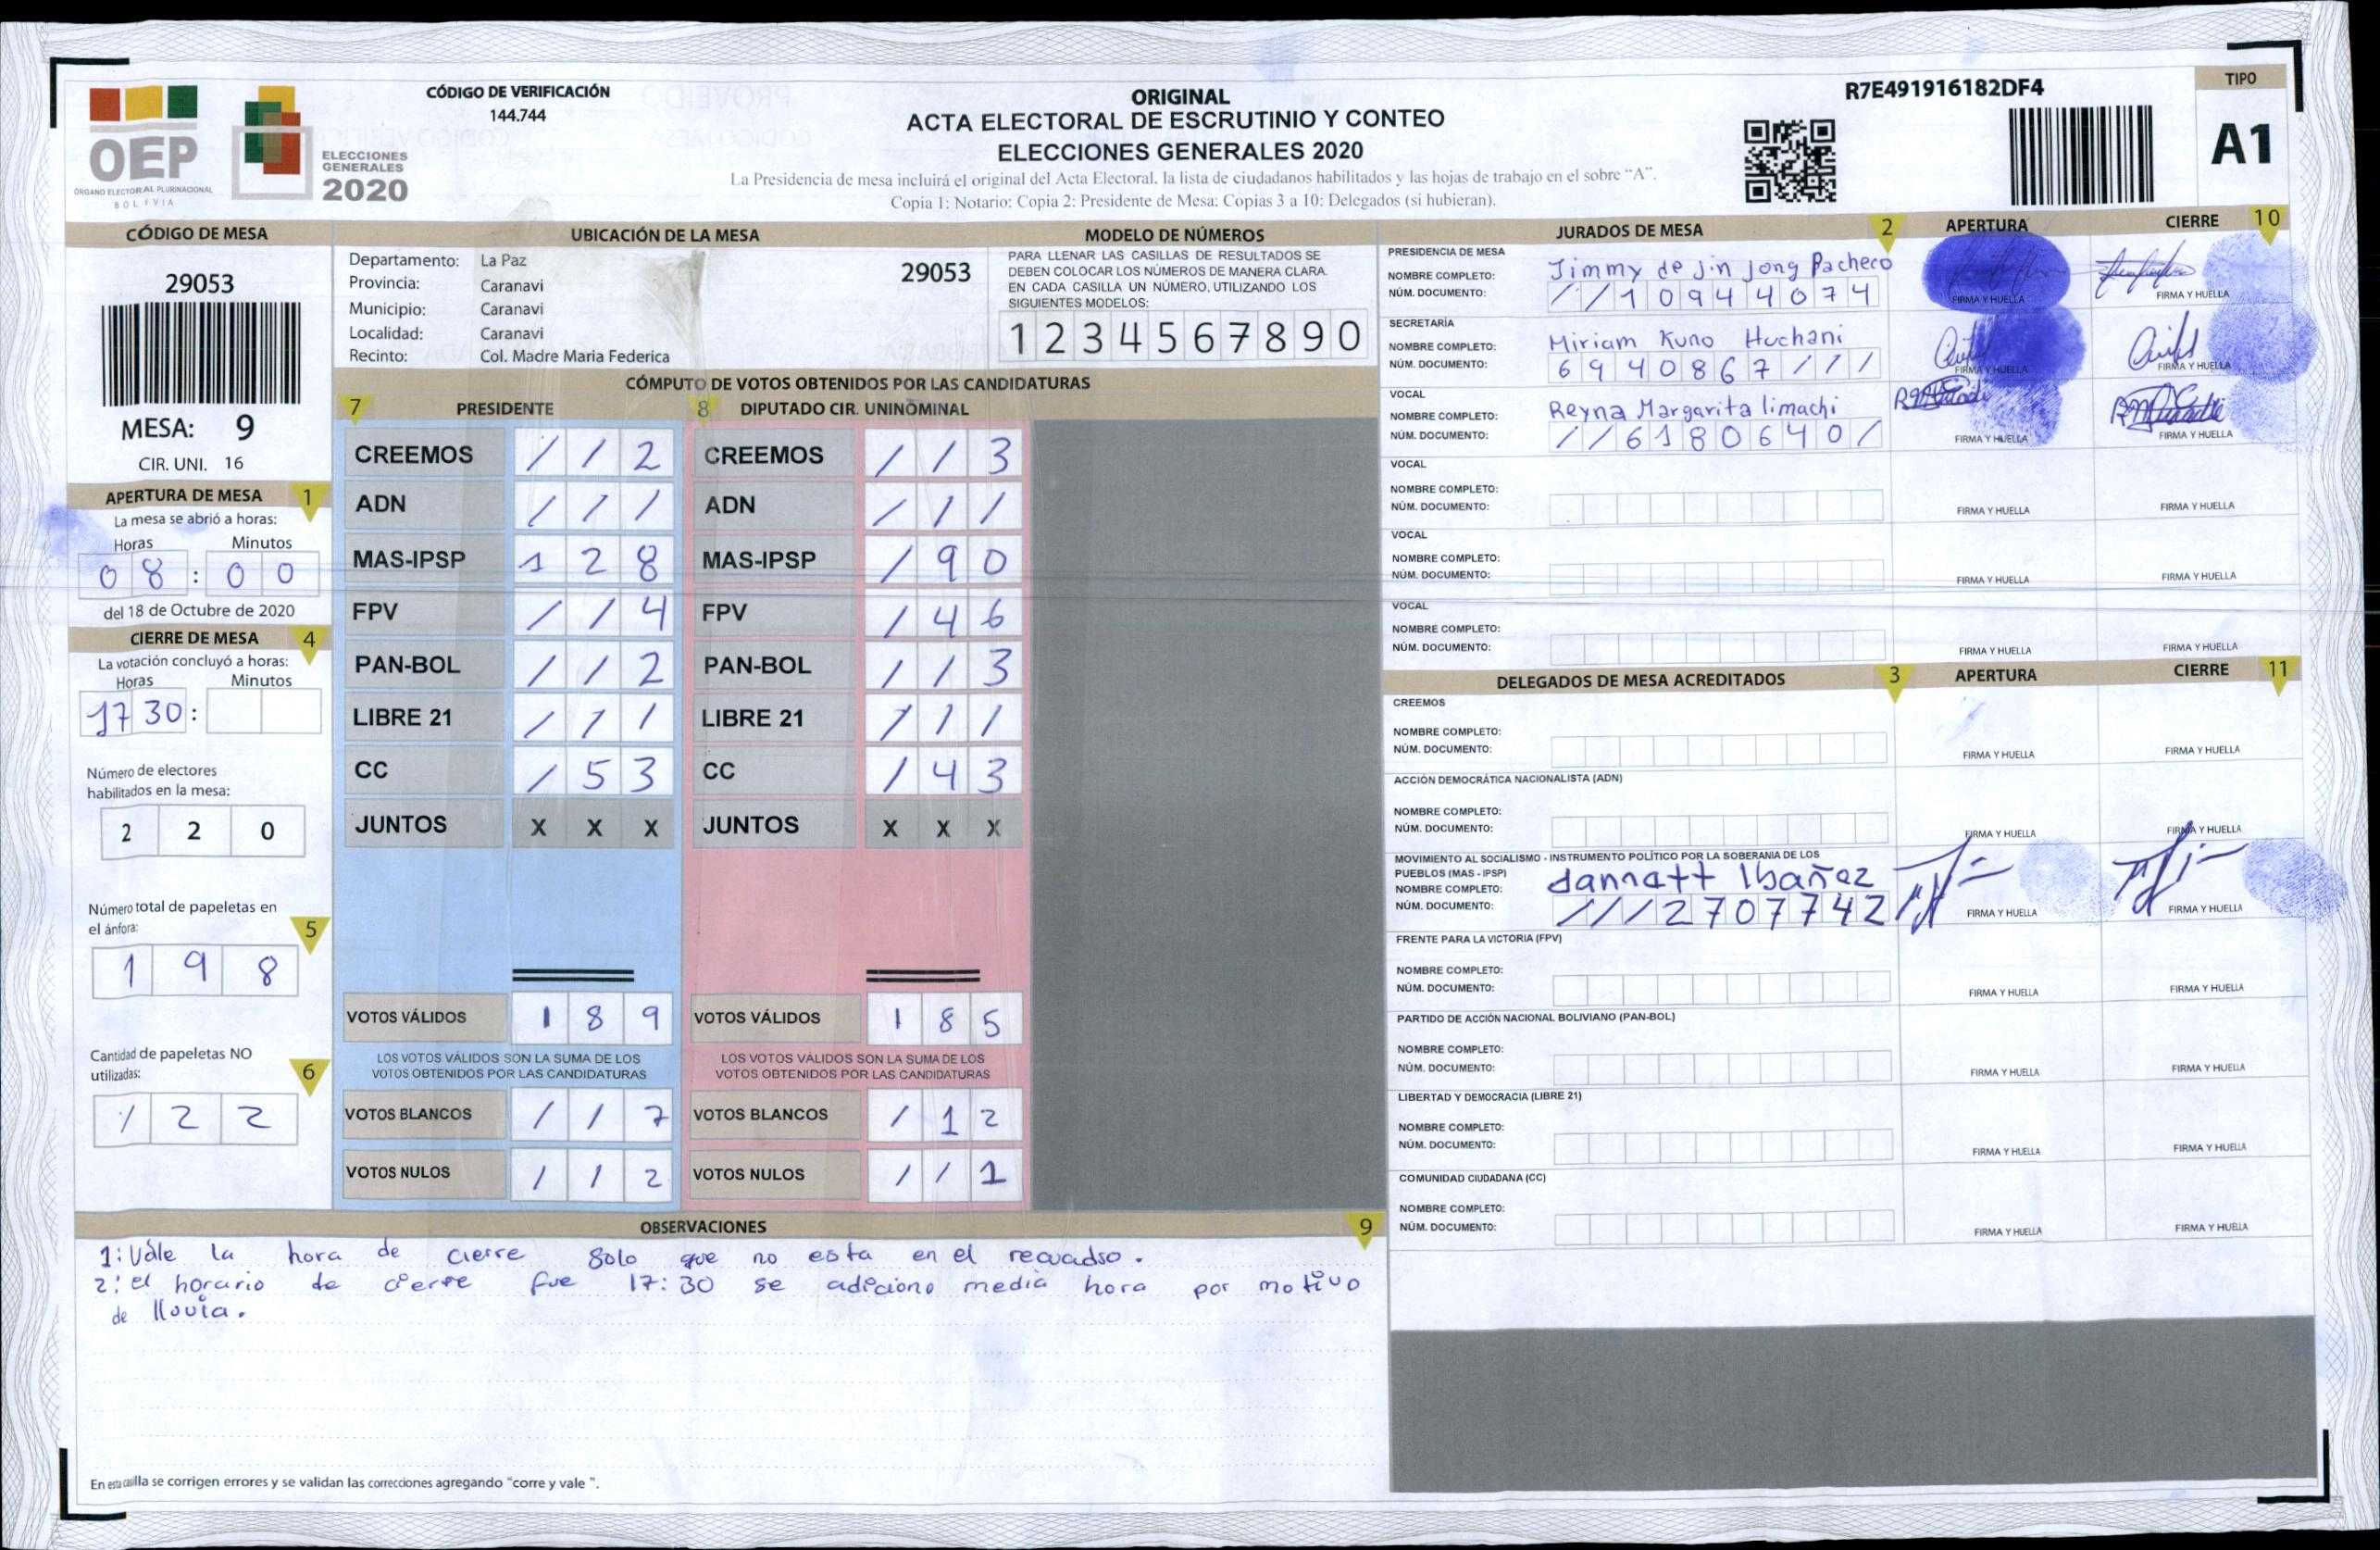 CÓDIGO DE VERIFICACIÓN
144.744
OEP
ÓRGANO ELECTORAL PLURINACIONAL
BOLIVIA
ELECCIONES
GENERALES
2020
ORIGINAL
ACTA ELECTORAL DE ESCRUTINIO Y CONTEO
ELECCIONES GENERALES 2020
La Presidencia de mesa incluirá el original del Acta Electoral, la lista de ciudadanos habilitados y las hojas de trabajo en el sobre "A".
Copia 1: Notario: Copia 2: Presidente de Mesa: Copias 3 a 10: Delegados (si hubieran).
R7E491916182DF4
TIPO
A1
CÓDIGO DE MESA
29053
MESA: 9
CIR. UNI. 16
APERTURA DE MESA 1
La mesa se abrió a horas:
Horas Minutos
0 8 : 0 0
del 18 de Octubre de 2020
CIERRE DE MESA 4
La votación concluyó a horas:
Horas Minutos
17 30 :
Número de electores
habilitados en la mesa:
2 2 0
Número total de papeletas en
el ánfora: 5
1 9 8
Cantidad de papeletas NO
utilizadas: 6
/ 2 2
UBICACIÓN DE LA MESA
Departamento: La Paz
Provincia: Caranavi
Municipio: Caranavi
Localidad: Caranavi
Recinto: Col. Madre Maria Federica
29053
MODELO DE NÚMEROS
PARA LLENAR LAS CASILLAS DE RESULTADOS SE
DEBEN COLOCAR LOS NÚMEROS DE MANERA CLARA.
EN CADA CASILLA UN NÚMERO, UTILIZANDO LOS
SIGUIENTES MODELOS:
1 2 3 4 5 6 7 8 9 0
CÓMPUTO DE VOTOS OBTENIDOS POR LAS CANDIDATURAS
7 PRESIDENTE 8 DIPUTADO CIR. UNINOMINAL
CREEMOS / / 2 CREEMOS / / 3
ADN / / / ADN / / /
MAS-IPSP 1 2 8 MAS-IPSP / 9 0
FPV / / 4 FPV / 4 6
PAN-BOL / / 2 PAN-BOL / / 3
LIBRE 21 / / / LIBRE 21 / / /
CC / 5 3 CC / 4 3
JUNTOS X X X JUNTOS X X X
VOTOS VÁLIDOS 1 8 9 VOTOS VÁLIDOS 1 8 5
LOS VOTOS VÁLIDOS SON LA SUMA DE LOS LOS VOTOS VÁLIDOS SON LA SUMA DE LOS
VOTOS OBTENIDOS POR LAS CANDIDATURAS VOTOS OBTENIDOS POR LAS CANDIDATURAS
VOTOS BLANCOS / / 7 VOTOS BLANCOS / 1 2
VOTOS NULOS / / 2 VOTOS NULOS / / 1
OBSERVACIONES 9
1: Vale la hora de cierre solo que no esta en el recuadso.
2: el horario de cierre fue 17:30 se adiciono media hora por motivo
de lluvia.
En esta casilla se corrigen errores y se validan las correcciones agregando "corre y vale ".
JURADOS DE MESA 2 APERTURA CIERRE 10
PRESIDENCIA DE MESA
NOMBRE COMPLETO: Jimmy de Jin Jong Pacheco
NÚM. DOCUMENTO: / / 1 0 9 4 4 0 7 4 FIRMA Y HUELLA FIRMA Y HUELLA
SECRETARÍA
NOMBRE COMPLETO: Miriam Kuno Huchani
NÚM. DOCUMENTO: 6 9 4 0 8 6 7 / / / FIRMA Y HUELLA FIRMA Y HUELLA
VOCAL
NOMBRE COMPLETO: Reyna Margarita limachi
NÚM. DOCUMENTO: / / 6 1 8 0 6 4 0 / FIRMA Y HUELLA FIRMA Y HUELLA
VOCAL
NOMBRE COMPLETO:
NÚM. DOCUMENTO: FIRMA Y HUELLA FIRMA Y HUELLA
VOCAL
NOMBRE COMPLETO:
NÚM. DOCUMENTO: FIRMA Y HUELLA FIRMA Y HUELLA
VOCAL
NOMBRE COMPLETO:
NÚM. DOCUMENTO: FIRMA Y HUELLA FIRMA Y HUELLA
DELEGADOS DE MESA ACREDITADOS 3 APERTURA CIERRE 11
CREEMOS
NOMBRE COMPLETO:
NÚM. DOCUMENTO: FIRMA Y HUELLA FIRMA Y HUELLA
ACCIÓN DEMOCRÁTICA NACIONALISTA (ADN)
NOMBRE COMPLETO:
NÚM. DOCUMENTO: FIRMA Y HUELLA FIRMA Y HUELLA
MOVIMIENTO AL SOCIALISMO - INSTRUMENTO POLÍTICO POR LA SOBERANIA DE LOS
PUEBLOS (MAS - IPSP)
NOMBRE COMPLETO: Jannett Ibañez
NÚM. DOCUMENTO: / / / 2 7 0 7 7 4 2 FIRMA Y HUELLA FIRMA Y HUELLA
FRENTE PARA LA VICTORIA (FPV)
NOMBRE COMPLETO:
NÚM. DOCUMENTO: FIRMA Y HUELLA FIRMA Y HUELLA
PARTIDO DE ACCIÓN NACIONAL BOLIVIANO (PAN-BOL)
NOMBRE COMPLETO:
NÚM. DOCUMENTO: FIRMA Y HUELLA FIRMA Y HUELLA
LIBERTAD Y DEMOCRACIA (LIBRE 21)
NOMBRE COMPLETO:
NÚM. DOCUMENTO: FIRMA Y HUELLA FIRMA Y HUELLA
COMUNIDAD CIUDADANA (CC)
NOMBRE COMPLETO:
NÚM. DOCUMENTO: FIRMA Y HUELLA FIRMA Y HUELLA